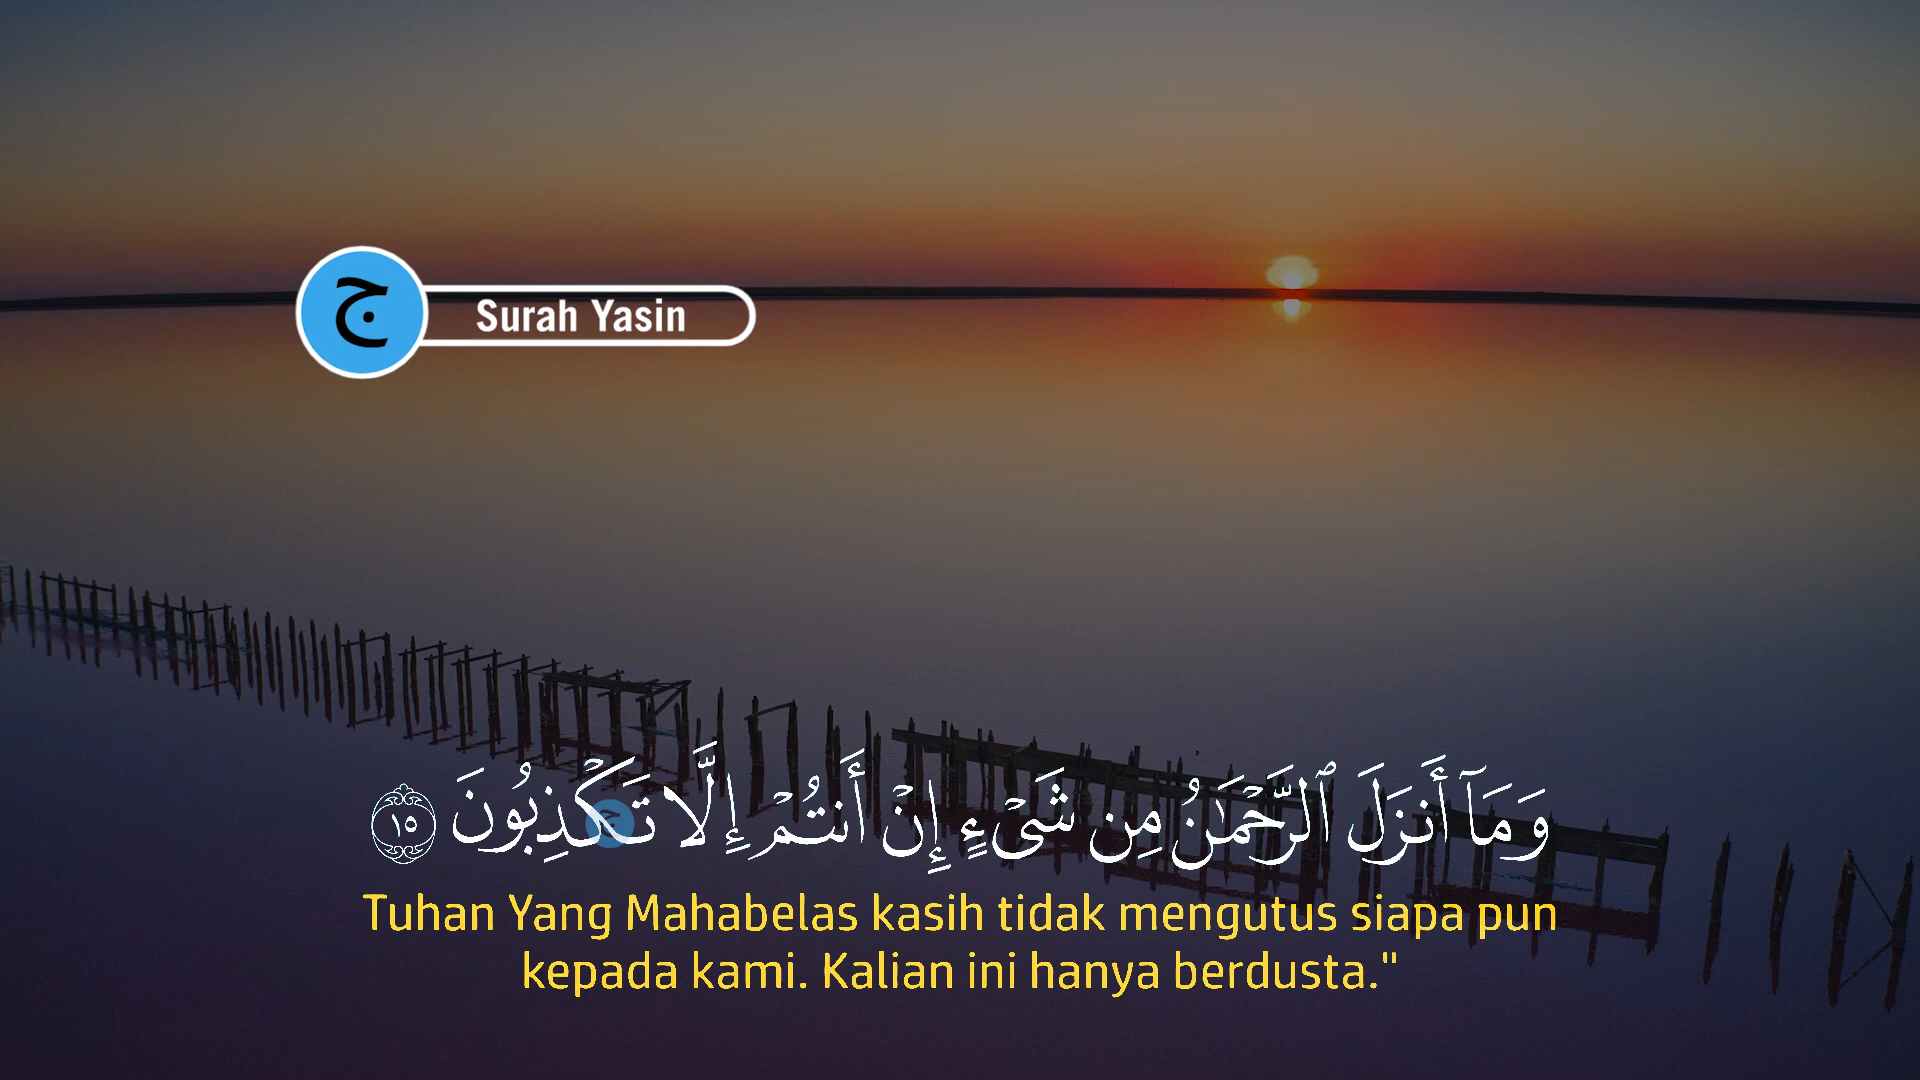 ج
Surah Yasin
وَمَآ أَنزَلَ ٱلرَّحْمَـٰنُ مِن شَىْءٍ إِنْ أَنتُمْ إِلَّا تَكْذِبُونَ ١٥
ج
Tuhan Yang Mahabelas kasih tidak mengutus siapa pun
kepada kami. Kalian ini hanya berdusta."